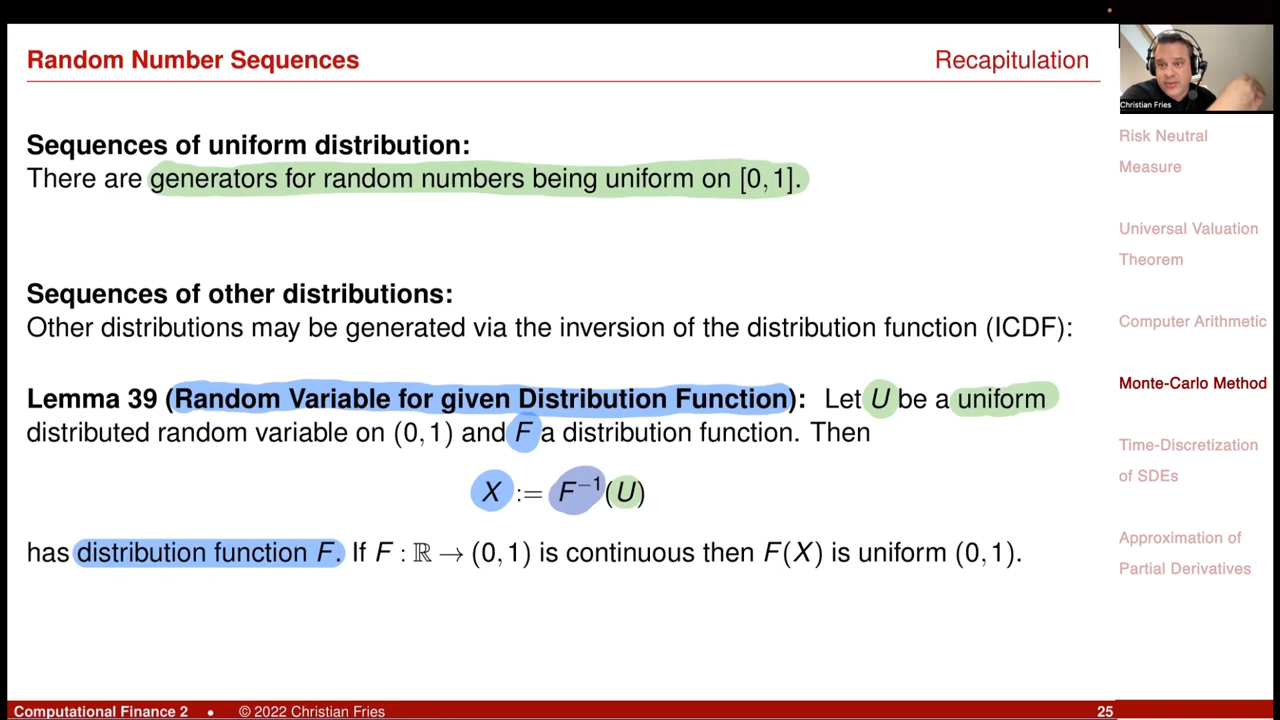 Random Number Sequences
Recapitulation
Christian Fries
Sequences of uniform distribution:
There are generators for random numbers being uniform on [0, 1].
Sequences of other distributions:
Other distributions may be generated via the inversion of the distribution function (ICDF):
Lemma 39 (Random Variable for given Distribution Function): Let U be a uniform
distributed random variable on (0, 1) and F a distribution function. Then
X := F⁻¹(U)
has distribution function F. If F : ℝ → (0, 1) is continuous then F(X) is uniform (0, 1).
Risk Neutral
Measure
Universal Valuation
Theorem
Computer Arithmetic
Monte-Carlo Method
Time-Discretization
of SDEs
Approximation of
Partial Derivatives
Computational Finance 2 • © 2022 Christian Fries
25